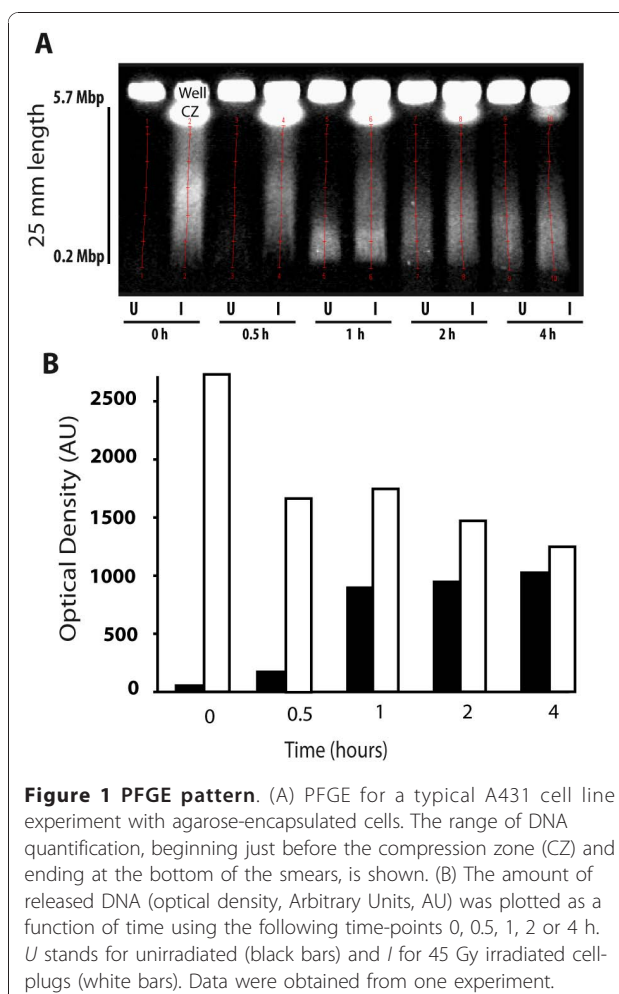 A
5.7 Mbp
Well
CZ
25 mm length
0.2 Mbp
U I U I U I U I U I
0 h 0.5 h 1 h 2 h 4 h
B
Optical Density (AU)
2500
2000
1500
1000
500
0
0 0.5 1 2 4
Time (hours)
Figure 1 PFGE pattern. (A) PFGE for a typical A431 cell line
experiment with agarose-encapsulated cells. The range of DNA
quantification, beginning just before the compression zone (CZ) and
ending at the bottom of the smears, is shown. (B) The amount of
released DNA (optical density, Arbitrary Units, AU) was plotted as a
function of time using the following time-points 0, 0.5, 1, 2 or 4 h.
U stands for unirradiated (black bars) and I for 45 Gy irradiated cell-
plugs (white bars). Data were obtained from one experiment.